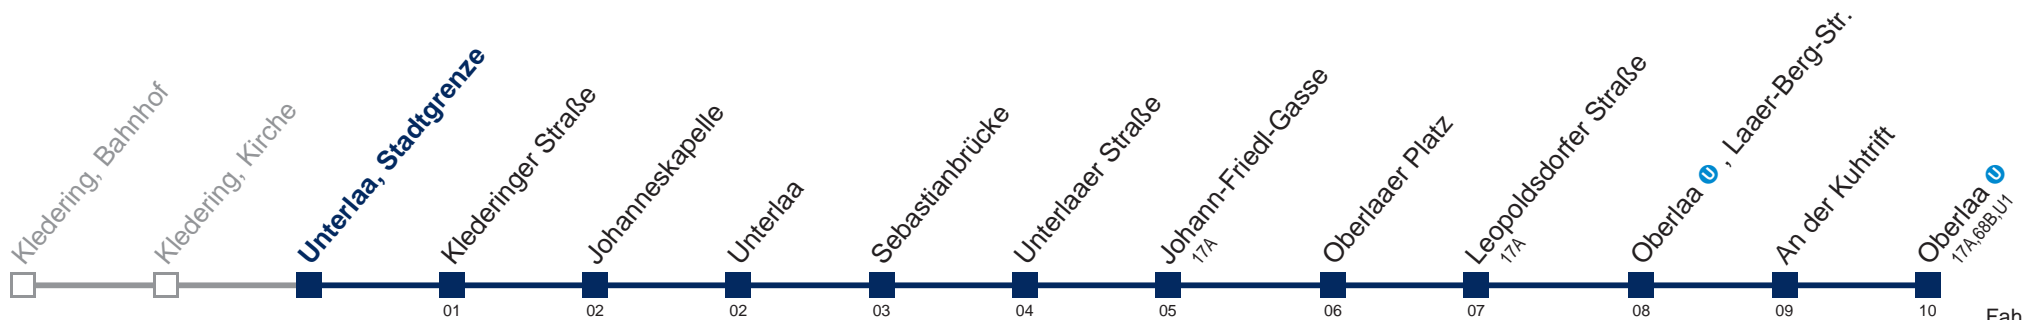 Kledering, Bahnhof
Kledering, Kirche
Unterlaa, Stadtgrenze
Klederinger Straße
Johanneskapelle
Unterlaa
Sebastianbrücke
Unterlaaer Straße
Johann-Friedl-Gasse
17A
Oberlaaer Platz
Leopoldsdorfer Straße
17A
Oberlaa U , Laaer-Berg-Str.
An der Kuhtrift
Oberlaa U
17A,68B,U1
01 02 02 03 04 05 06 07 08 09 10
Fah